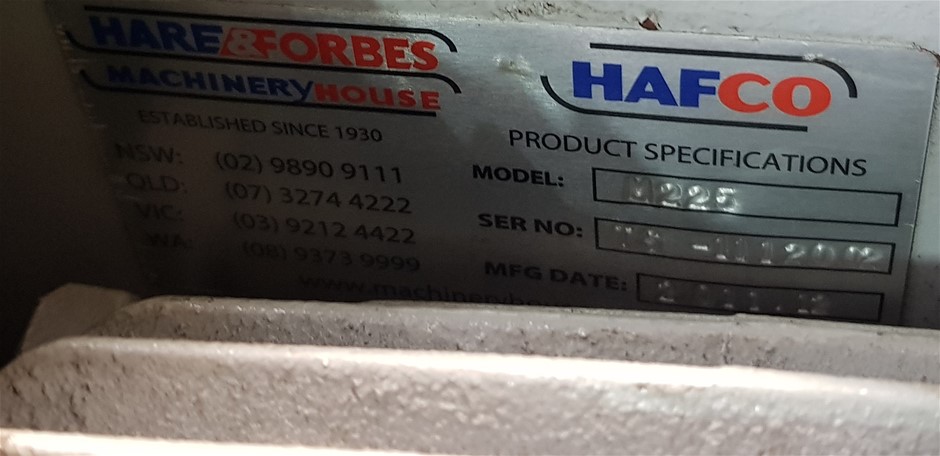 HARE&FORBES
MACHINERYHOUSE
ESTABLISHED SINCE 1930
NSW: (02) 9890 9111
QLD: (07) 3274 4222
VIC: (03) 9212 4422
WA: (08) 9373 9999
HAFCO
PRODUCT SPECIFICATIONS
MODEL: M225
SER NO:
MFG DATE: